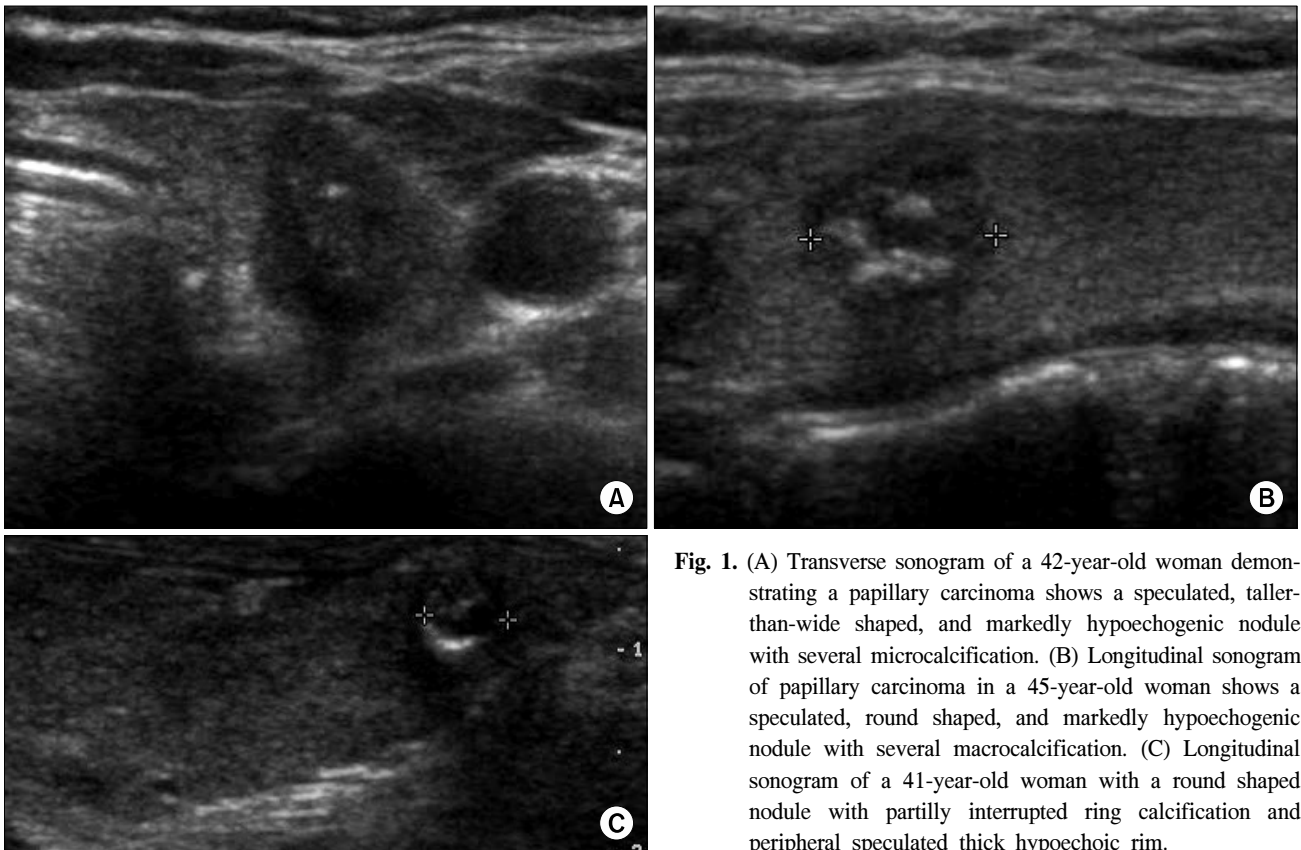 A
B
- 1
C
Fig. 1. (A) Transverse sonogram of a 42-year-old woman demon-
strating a papillary carcinoma shows a speculated, taller-
than-wide shaped, and markedly hypoechogenic nodule
with several microcalcification. (B) Longitudinal sonogram
of papillary carcinoma in a 45-year-old woman shows a
speculated, round shaped, and markedly hypoechogenic
nodule with several macrocalcification. (C) Longitudinal
sonogram of a 41-year-old woman with a round shaped
nodule with partilly interrupted ring calcification and
peripheral speculated thick hypoechoic rim.